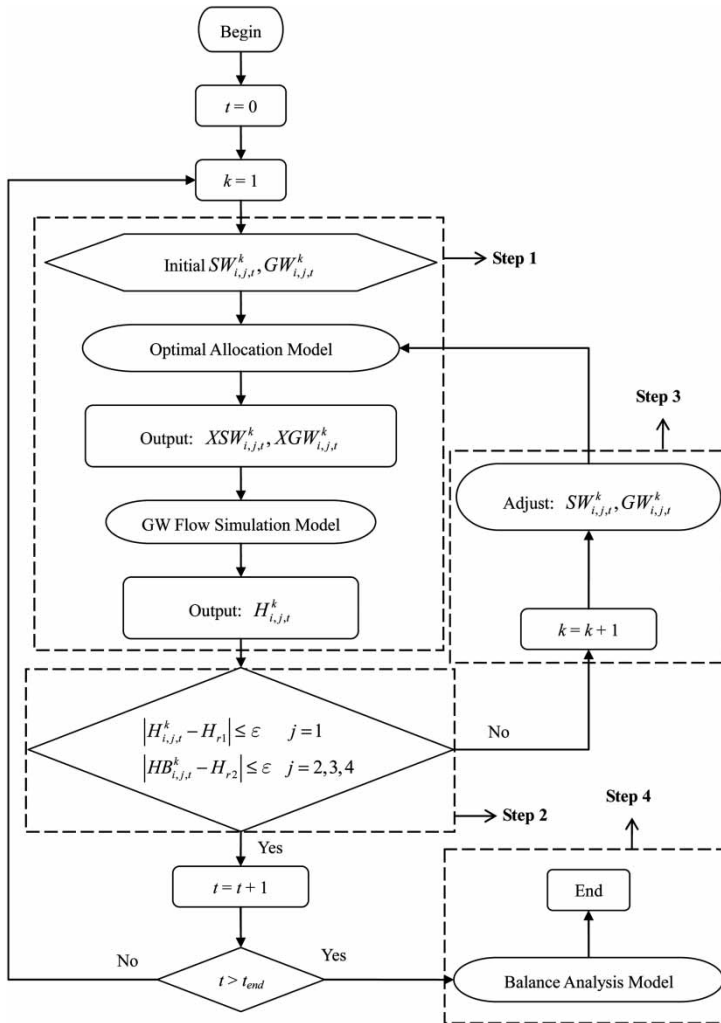 Begin
t = 0
k = 1
Initial SW^k_{i,j,t}, GW^k_{i,j,t}
Step 1
Optimal Allocation Model
Step 3
Output: XSW^k_{i,j,t}, XGW^k_{i,j,t}
Adjust: SW^k_{i,j,t}, GW^k_{i,j,t}
GW Flow Simulation Model
Output: H^k_{i,j,t}
k = k + 1
|H^k_{i,j,t} − H_{r1}| ≤ ε j = 1
|HB^k_{i,j,t} − H_{r2}| ≤ ε j = 2,3,4
No
Step 2
Step 4
Yes
t = t + 1
End
No
t > t_{end}
Yes
Balance Analysis Model